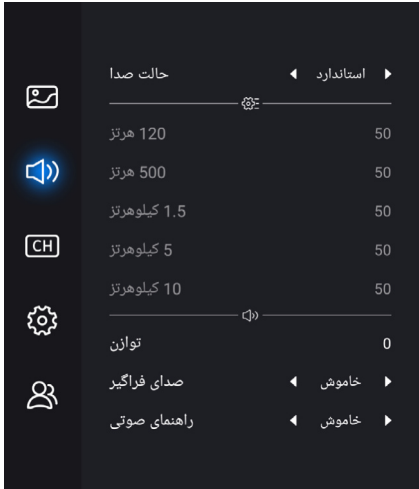 حالت صدا استاندارد
120 هرتز 50
500 هرتز 50
1.5 کیلوهرتز 50
5 کیلوهرتز 50
10 کیلوهرتز 50
CH
توازن 0
صدای فراگیر خاموش
راهنمای صوتی خاموش